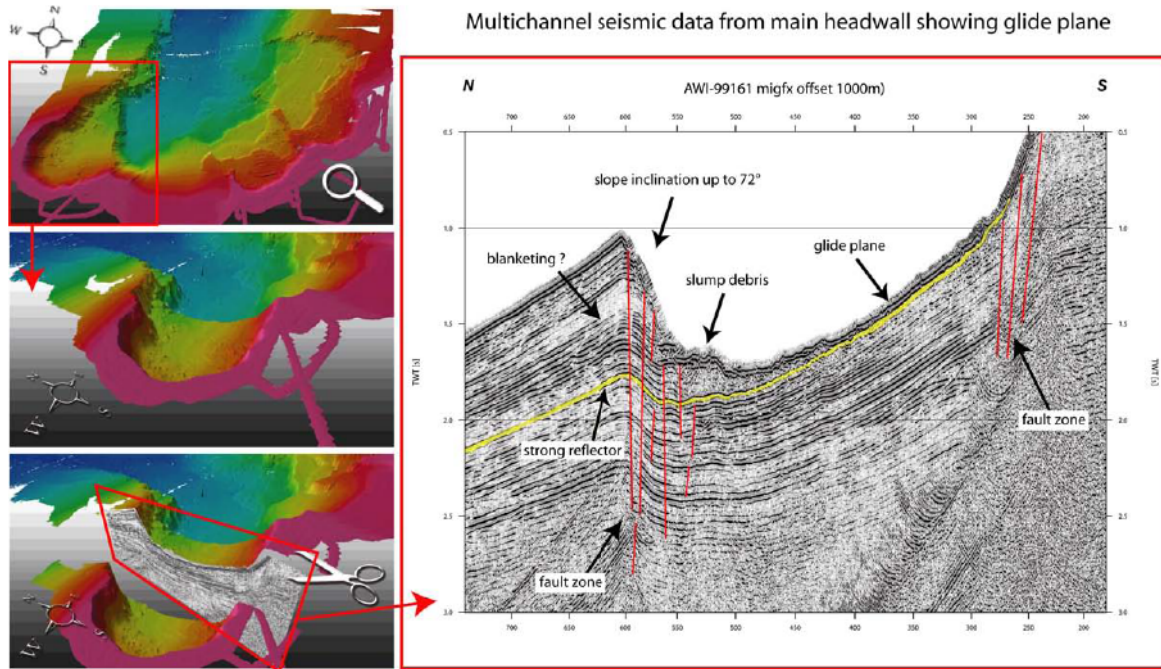 Multichannel seismic data from main headwall showing glide plane
N
W
E
S
N
AWI-99161 migfx offset 1000m)
S
700 650 600 550 500 450 400 350 300 250 200
0.5 0.5
slope inclination up to 72°
1.0 1.0
blanketing ?
glide plane
slump debris
1.5 1.5
TWT [s] TWT [s]
2.0 2.0
fault zone
strong reflector
2.5 2.5
fault zone
3.0 3.0
700 650 600 550 500 450 400 350 300 250 200